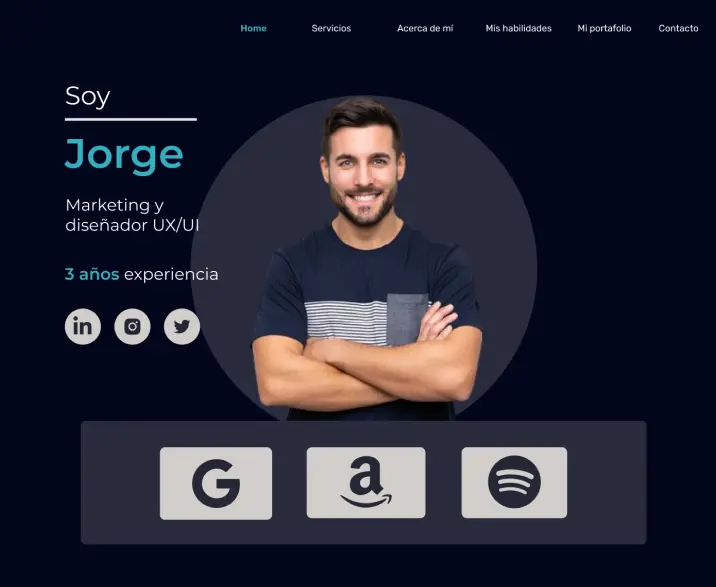 Home
Servicios
Acerca de mí
Mis habilidades
Mi portafolio
Contacto
Soy
Jorge
Marketing y
diseñador UX/UI
3 años experiencia